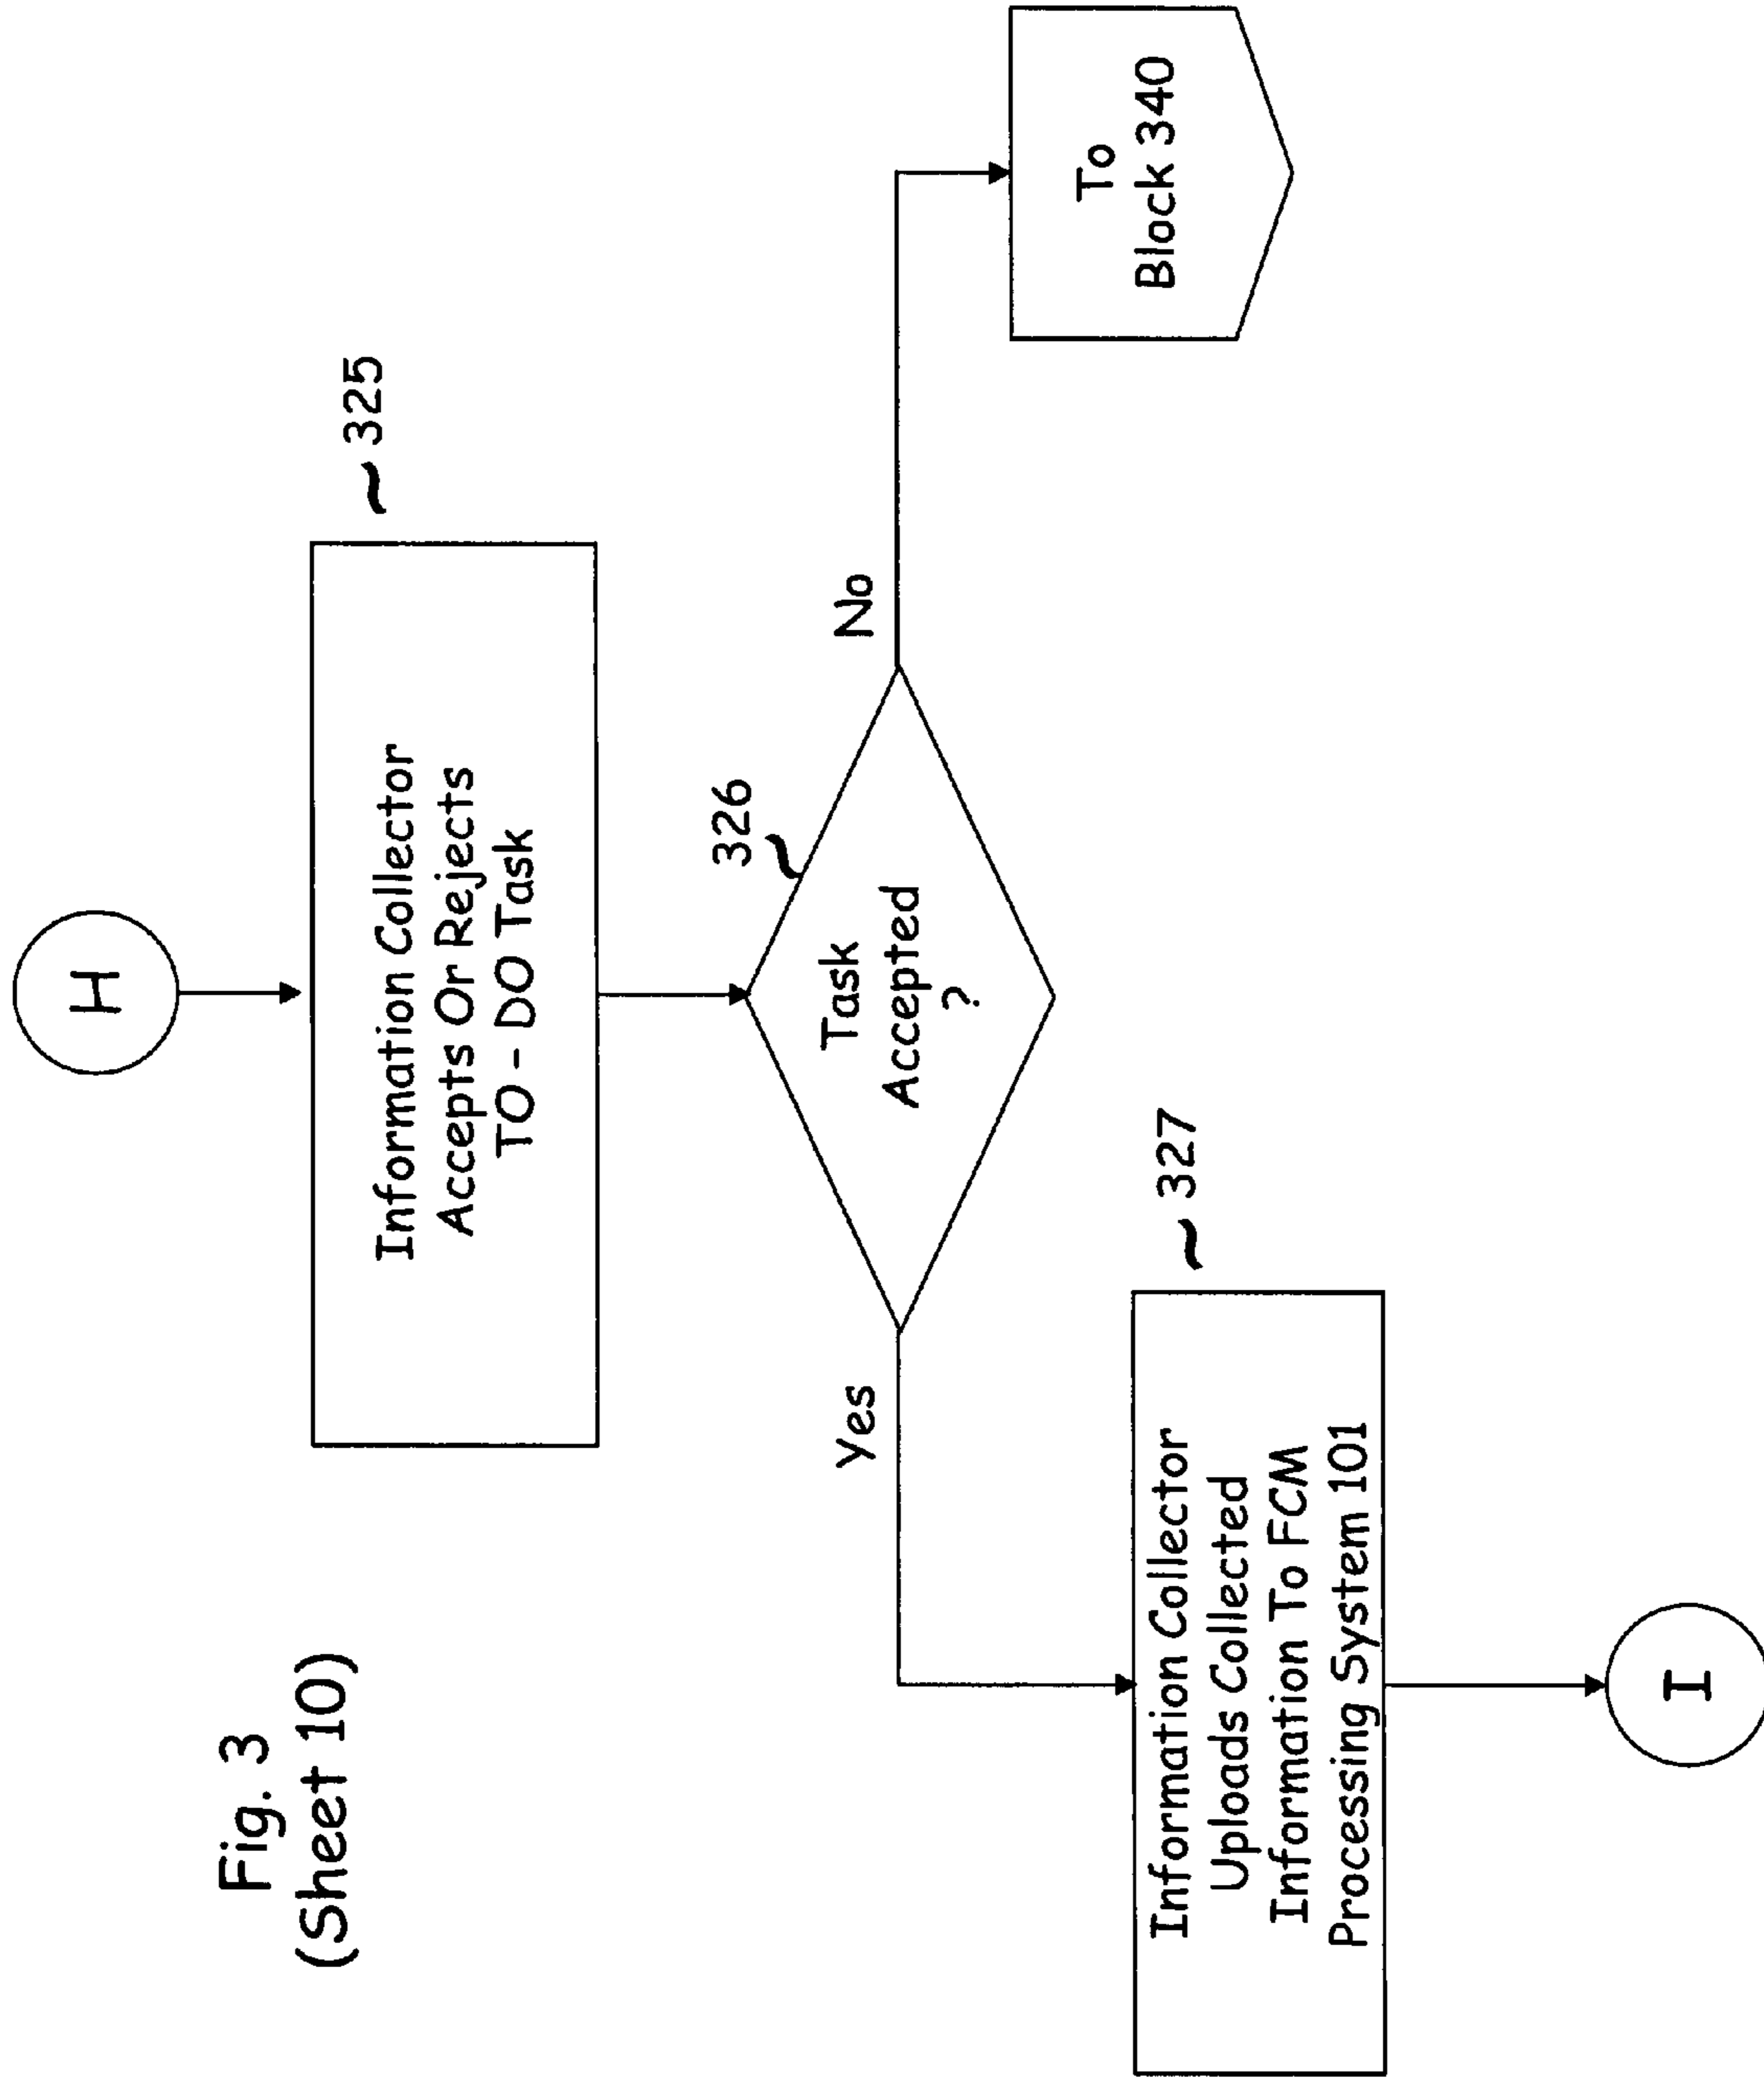 Fig. 3
(Sheet 10)
H
Information Collector
Accepts Or Rejects
TO - DO Task
~ 325
326
Task
Accepted
?
Yes
No
Information Collector
Uploads Collected
Information To FCM
Processing System 101
~ 327
To
Block 340
I